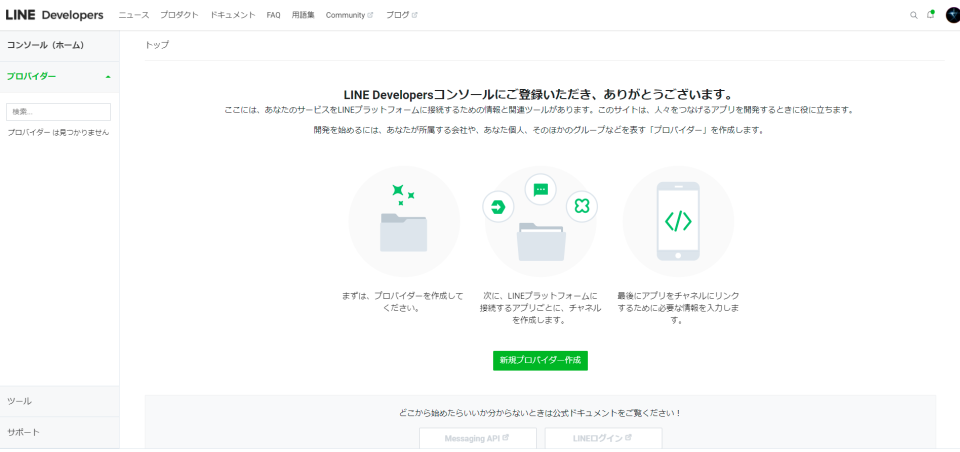 LINE Developers ニュース プロダクト ドキュメント FAQ 用語集 Community ブログ
コンソール（ホーム）
トップ
プロバイダー
検索...
プロバイダー は見つかりません
LINE Developersコンソールにご登録いただき、ありがとうございます。
ここには、あなたのサービスをLINEプラットフォームに接続するための情報と関連ツールがあります。このサイトは、人々をつなげるアプリを開発するときに役に立ちます。
開発を始めるには、あなたが所属する会社や、あなた個人、そのほかのグループなどを表す「プロバイダー」を作成します。
まずは、プロバイダーを作成して
ください。
次に、LINEプラットフォームに
接続するアプリごとに、チャネル
を作成します。
最後にアプリをチャネルにリンク
するために必要な情報を入力しま
す。
新規プロバイダー作成
ツール
サポート
どこから始めたらいいか分からないときは公式ドキュメントをご覧ください！
Messaging API
LINEログイン